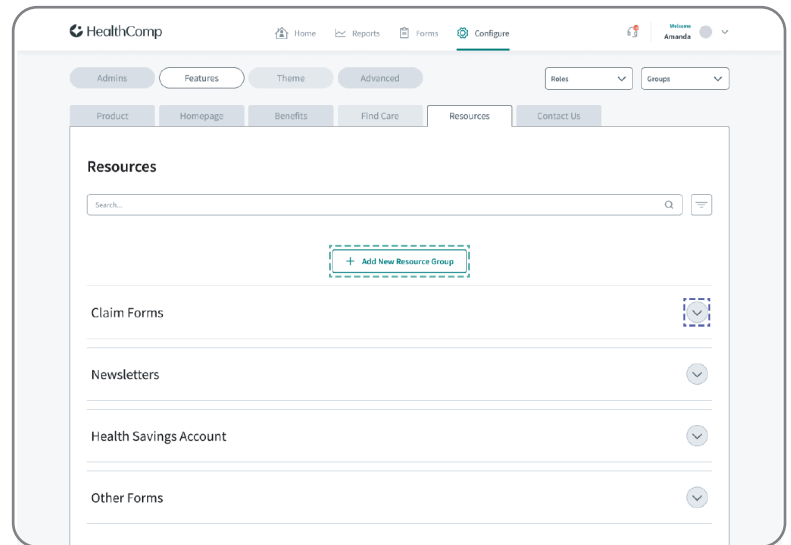 HealthComp Home Reports Forms Configure Welcome
Amanda
Admins Features Theme Advanced Roles Groups
Product Homepage Benefits Find Care Resources Contact Us
Resources
Search...
+ Add New Resource Group
Claim Forms
Newsletters
Health Savings Account
Other Forms